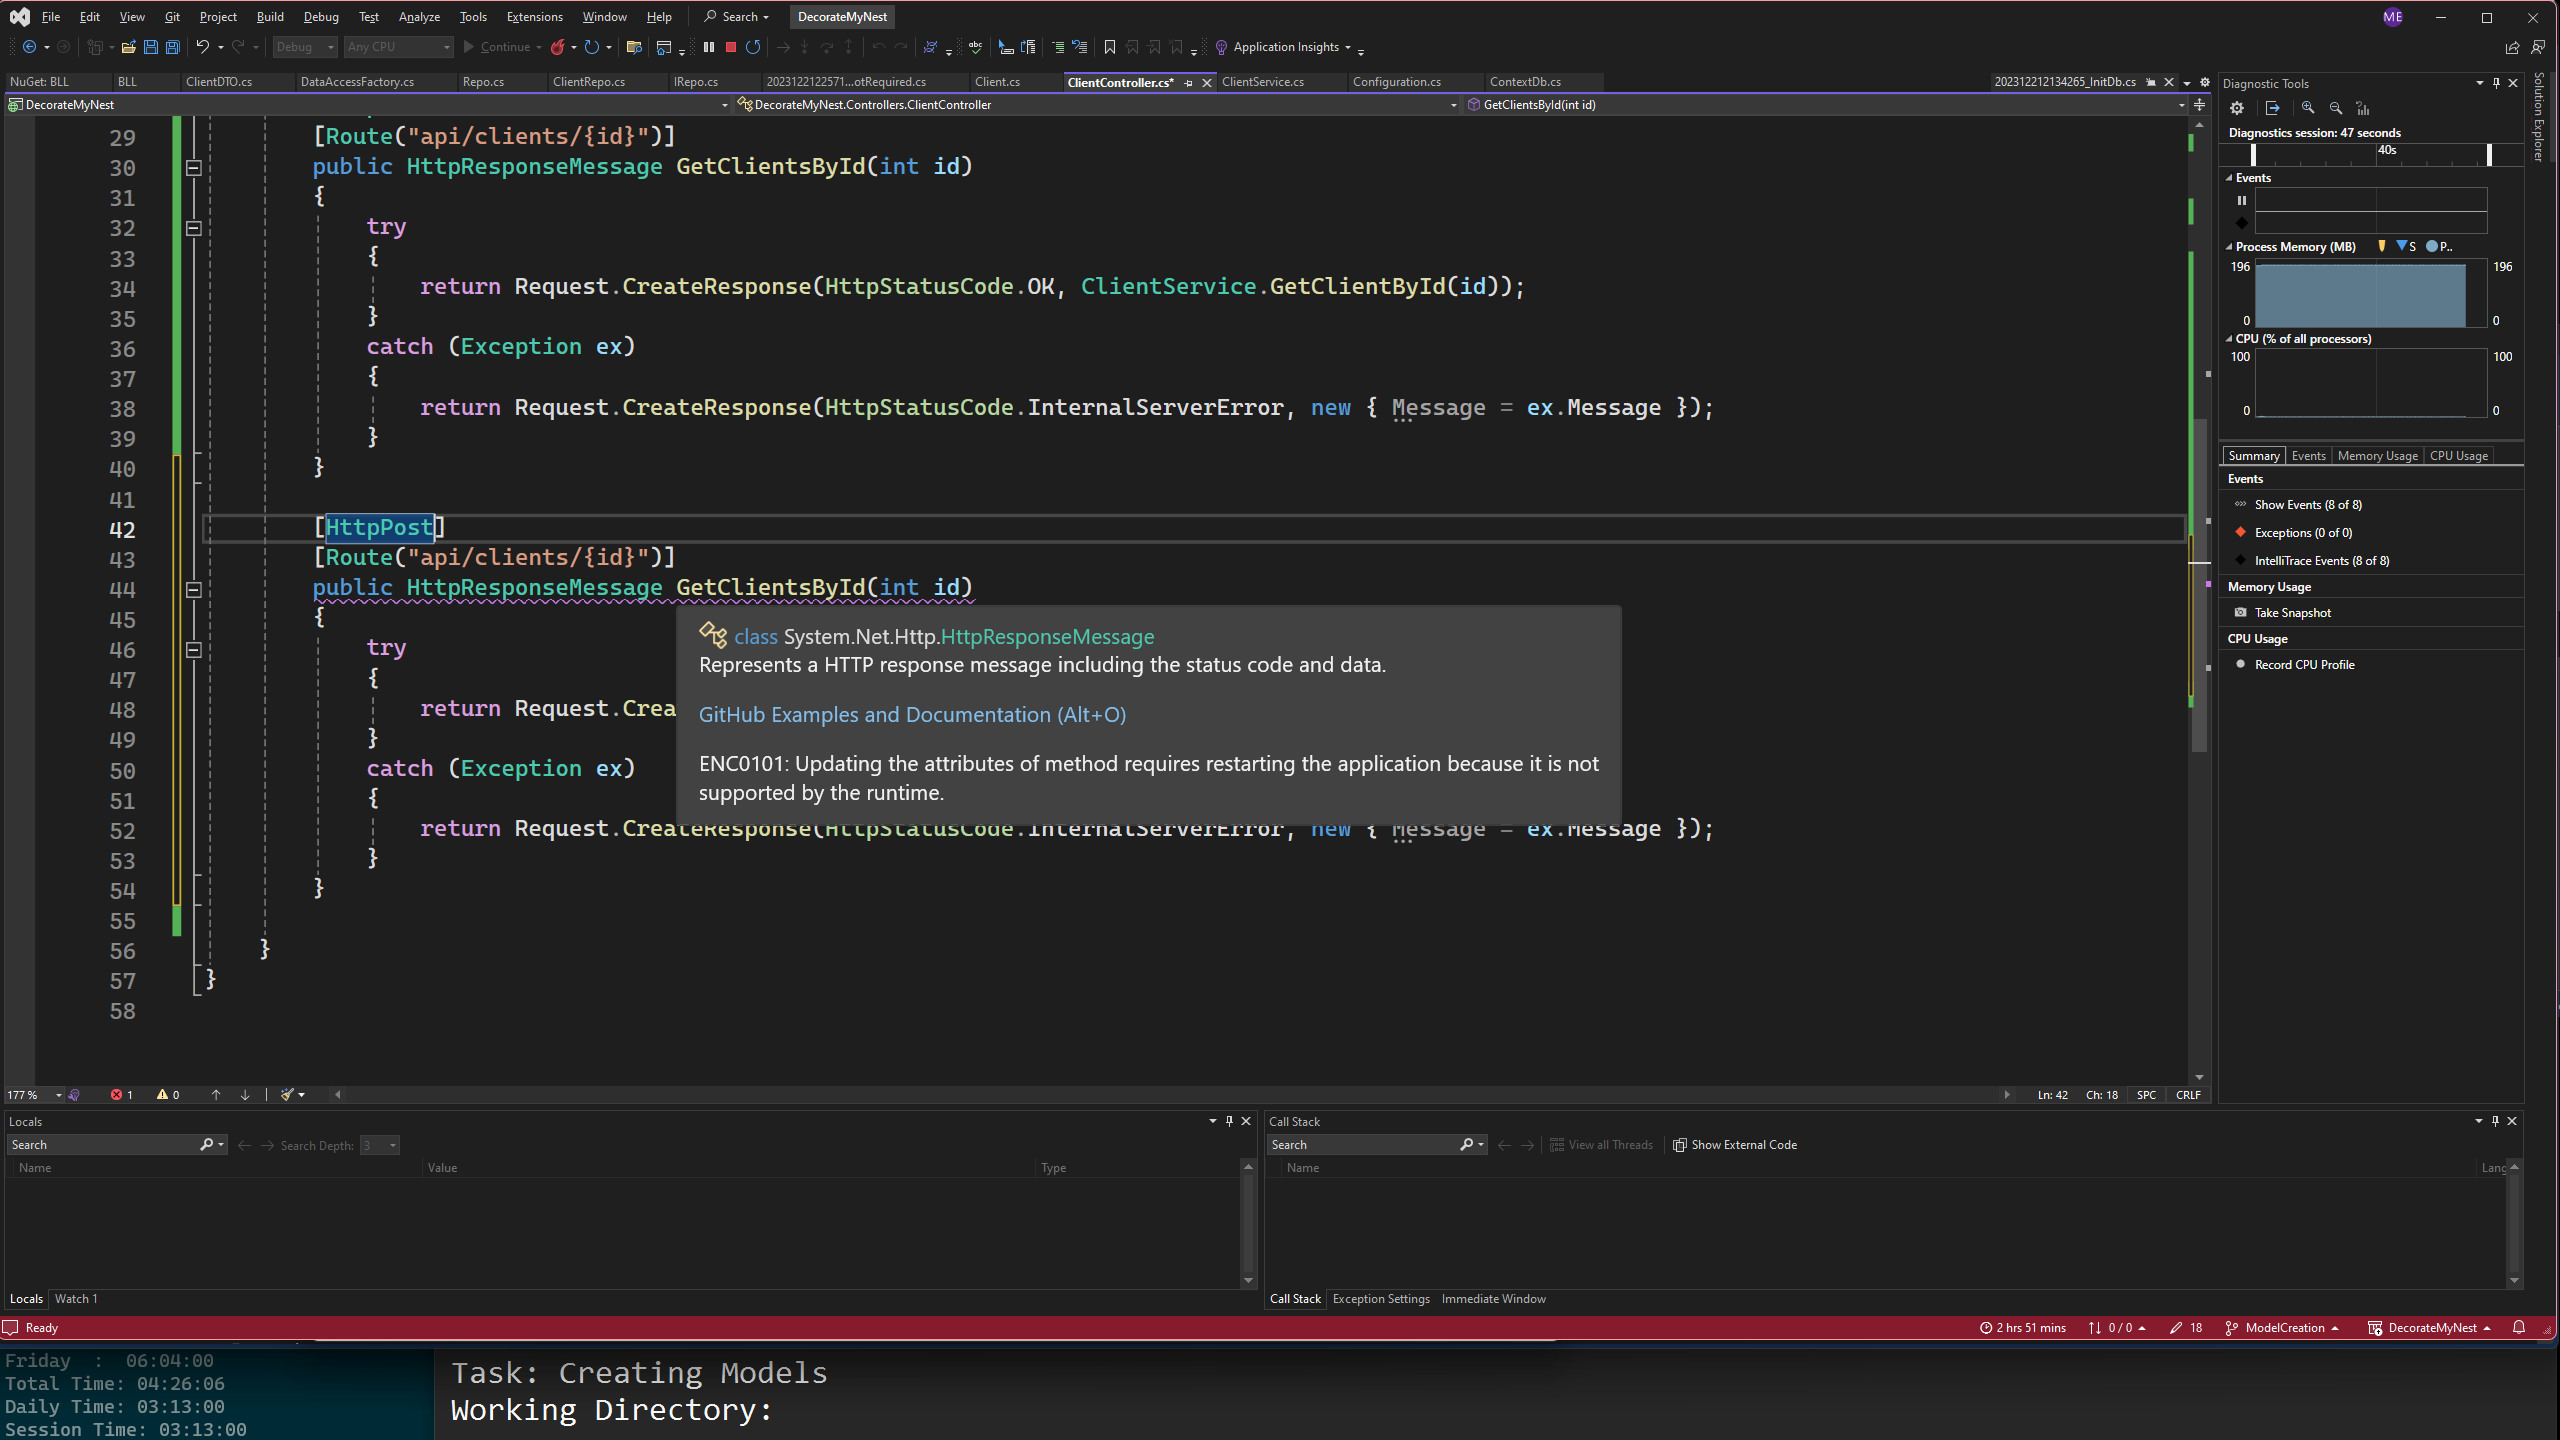 File Edit View Git Project Build Debug Test Analyze Tools Extensions Window Help Search DecorateMyNest ME
Debug Any CPU Continue Application Insights
NuGet: BLL BLL ClientDTO.cs DataAccessFactory.cs Repo.cs ClientRepo.cs IRepo.cs 2023122122571...otRequired.cs Client.cs ClientController.cs* ClientService.cs Configuration.cs ContextDb.cs 202312212134265_InitDb.cs
DecorateMyNest DecorateMyNest.Controllers.ClientController GetClientsById(int id)
29 [Route("api/clients/{id}")]
30 public HttpResponseMessage GetClientsById(int id)
31 {
32 try
33 {
34 return Request.CreateResponse(HttpStatusCode.OK, ClientService.GetClientById(id));
35 }
36 catch (Exception ex)
37 {
38 return Request.CreateResponse(HttpStatusCode.InternalServerError, new { Message = ex.Message });
39 }
40 }
41
42 [HttpPost]
43 [Route("api/clients/{id}")]
44 public HttpResponseMessage GetClientsById(int id)
45 {
46 try
47 {
48 return Request.Crea
49 }
50 catch (Exception ex)
51 {
52 return Request.CreateResponse(HttpStatusCode.InternalServerError, new { Message = ex.Message });
53 }
54 }
55
56 }
57 }
58
class System.Net.Http.HttpResponseMessage
Represents a HTTP response message including the status code and data.
GitHub Examples and Documentation (Alt+O)
ENC0101: Updating the attributes of method requires restarting the application because it is not
supported by the runtime.
177 % 1 0 Ln: 42 Ch: 18 SPC CRLF
Diagnostic Tools
Diagnostics session: 47 seconds
40s
Events
Process Memory (MB) S P..
196 196
0 0
CPU (% of all processors)
100 100
0 0
Summary Events Memory Usage CPU Usage
Events
Show Events (8 of 8)
Exceptions (0 of 0)
IntelliTrace Events (8 of 8)
Memory Usage
Take Snapshot
CPU Usage
Record CPU Profile
Solution Explorer
Locals
Search Search Depth: 3
Name Value Type
Locals Watch 1
Call Stack
Search View all Threads Show External Code
Name Lang
Call Stack Exception Settings Immediate Window
Ready 2 hrs 51 mins 0 / 0 18 ModelCreation DecorateMyNest
Friday : 06:04:00
Total Time: 04:26:06
Daily Time: 03:13:00
Session Time: 03:13:00
Task: Creating Models
Working Directory: